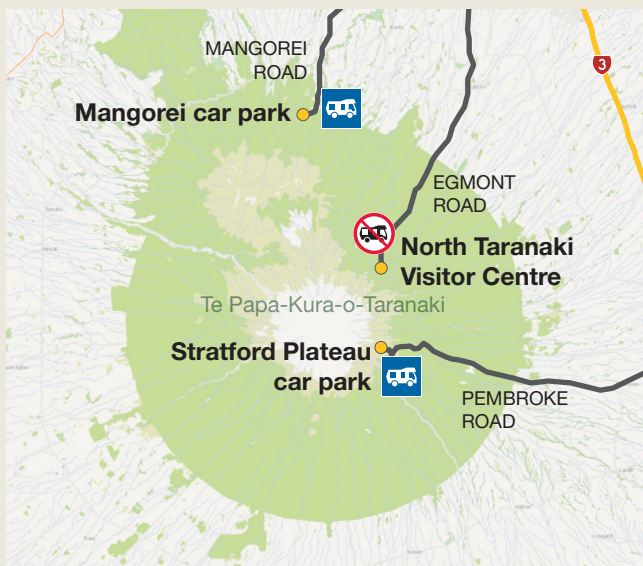 MANGOREI
ROAD
3
Mangorei car park
EGMONT
ROAD
North Taranaki
Visitor Centre
Te Papa-Kura-o-Taranaki
Stratford Plateau
car park
PEMBROKE
ROAD